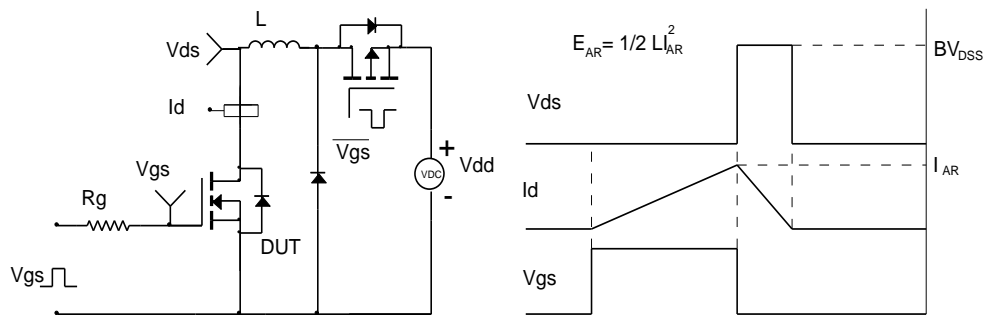 L
Vds
Id
Vgs
Rg
DUT
Vgs
Vgs
+
VDC
-
Vdd
E_AR = 1/2 LI_AR^2
BV_DSS
Vds
I_AR
Id
Vgs